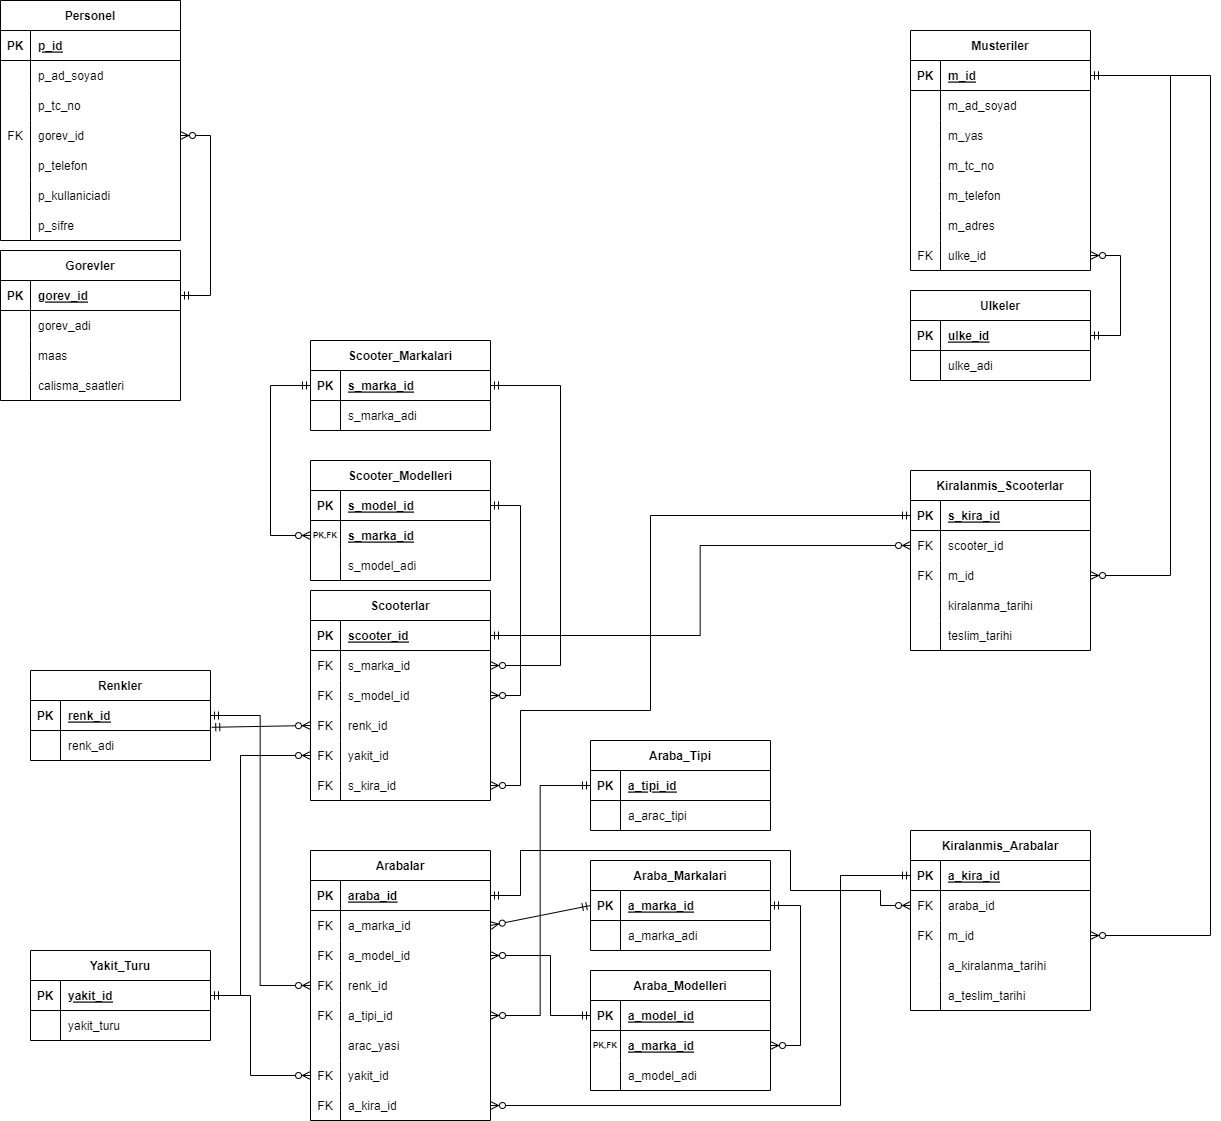 Personel
PK p_id
p_ad_soyad
p_tc_no
FK gorev_id
p_telefon
p_kullaniciadi
p_sifre
Gorevler
PK gorev_id
gorev_adi
maas
calisma_saatleri
Musteriler
PK m_id
m_ad_soyad
m_yas
m_tc_no
m_telefon
m_adres
FK ulke_id
Ulkeler
PK ulke_id
ulke_adi
Scooter_Markalari
PK s_marka_id
s_marka_adi
Scooter_Modelleri
PK s_model_id
PK,FK s_marka_id
s_model_adi
Scooterlar
PK scooter_id
FK s_marka_id
FK s_model_id
FK renk_id
FK yakit_id
FK s_kira_id
Kiralanmis_Scooterlar
PK s_kira_id
FK scooter_id
FK m_id
kiralanma_tarihi
teslim_tarihi
Renkler
PK renk_id
renk_adi
Araba_Tipi
PK a_tipi_id
a_arac_tipi
Arabalar
PK araba_id
FK a_marka_id
FK a_model_id
FK renk_id
FK a_tipi_id
arac_yasi
FK yakit_id
FK a_kira_id
Araba_Markalari
PK a_marka_id
a_marka_adi
Araba_Modelleri
PK a_model_id
PK,FK a_marka_id
a_model_adi
Kiralanmis_Arabalar
PK a_kira_id
FK araba_id
FK m_id
a_kiralanma_tarihi
a_teslim_tarihi
Yakit_Turu
PK yakit_id
yakit_turu